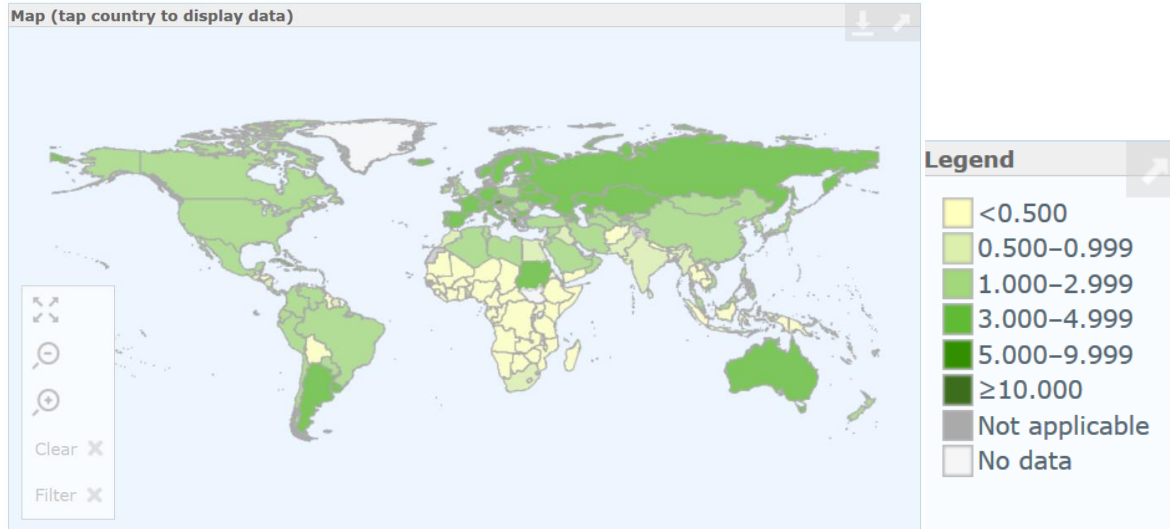 Map (tap country to display data)
Clear
Filter
Legend
<0.500
0.500–0.999
1.000–2.999
3.000–4.999
5.000–9.999
≥10.000
Not applicable
No data